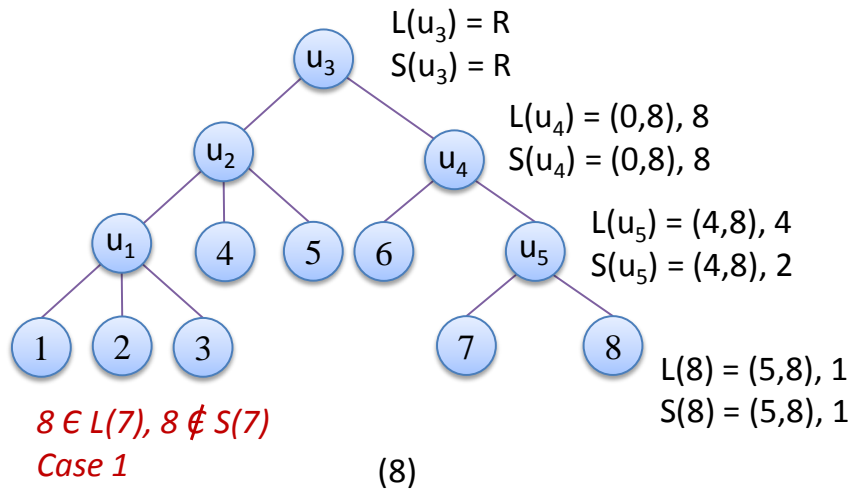 L(u₃) = R
S(u₃) = R
u₃
L(u₄) = (0,8), 8
S(u₄) = (0,8), 8
u₂
u₄
L(u₅) = (4,8), 4
S(u₅) = (4,8), 2
u₁
4
5
6
u₅
1
2
3
7
8
L(8) = (5,8), 1
S(8) = (5,8), 1
8 Є L(7), 8 ∉ S(7)
Case 1
(8)